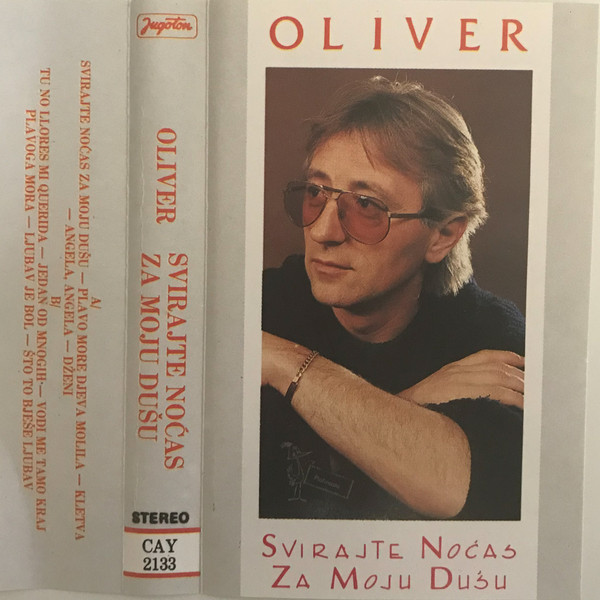 OLIVER
SVIRAJTE NOĆAS
ZA MOJU DUŠU
Jugoton
OLIVER SVIRAJTE NOĆAS
ZA MOJU DUŠU
STEREO
CAY
2133
A/
SVIRAJTE NOĆAS ZA MOJU DUŠU — PLAVO MORE DJEVA MOLILA — KLETVA
— ANGELA, ANGELA — DŽENI
B/
TU NO LLORES MI QUERIDA — JEDAN OD MNOGIH — VODI ME TAMO KRAJ
PLAVOGA MORA — LJUBAV JE BOL — ŠTO TO BJEŠE LJUBAV